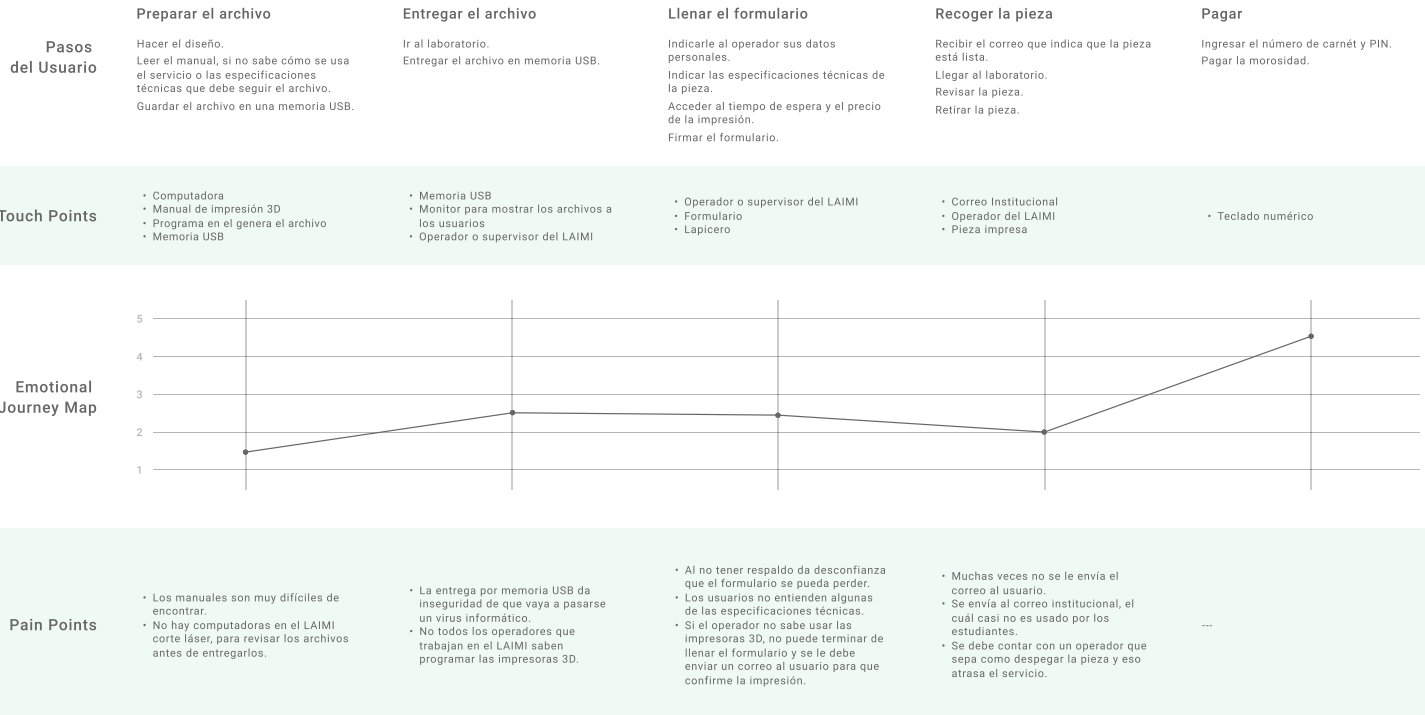 Preparar el archivo
Entregar el archivo
Llenar el formulario
Recoger la pieza
Pagar
Pasos
del Usuario
Hacer el diseño.
Leer el manual, si no sabe cómo se usa
el servicio o las especificaciones
técnicas que debe seguir el archivo.
Guardar el archivo en una memoria USB.
Ir al laboratorio.
Entregar el archivo en memoria USB.
Indicarle al operador sus datos
personales.
Indicar las especificaciones técnicas de
la pieza.
Acceder al tiempo de espera y el precio
de la impresión.
Firmar el formulario.
Recibir el correo que indica que la pieza
está lista.
Llegar al laboratorio.
Revisar la pieza.
Retirar la pieza.
Ingresar el número de carnét y PIN.
Pagar la morosidad.
Touch Points
• Computadora
• Manual de impresión 3D
• Programa en el genera el archivo
• Memoria USB
• Memoria USB
• Monitor para mostrar los archivos a
los usuarios
• Operador o supervisor del LAIMI
• Operador o supervisor del LAIMI
• Formulario
• Lapicero
• Correo Institucional
• Operador del LAIMI
• Pieza impresa
• Teclado numérico
Emotional
Journey Map
5
4
3
2
1
Pain Points
• Los manuales son muy difíciles de
encontrar.
• No hay computadoras en el LAIMI
corte láser, para revisar los archivos
antes de entregarlos.
• La entrega por memoria USB da
inseguridad de que vaya a pasarse
un virus informático.
• No todos los operadores que
trabajan en el LAIMI saben
programar las impresoras 3D.
• Al no tener respaldo da desconfianza
que el formulario se pueda perder.
• Los usuarios no entienden algunas
de las especificaciones técnicas.
• Si el operador no sabe usar las
impresoras 3D, no puede terminar de
llenar el formulario y se le debe
enviar un correo al usuario para que
confirme la impresión.
• Muchas veces no se le envía el
correo al usuario.
• Se envía al correo institucional, el
cuál casi no es usado por los
estudiantes.
• Se debe contar con un operador que
sepa como despegar la pieza y eso
atrasa el servicio.
---